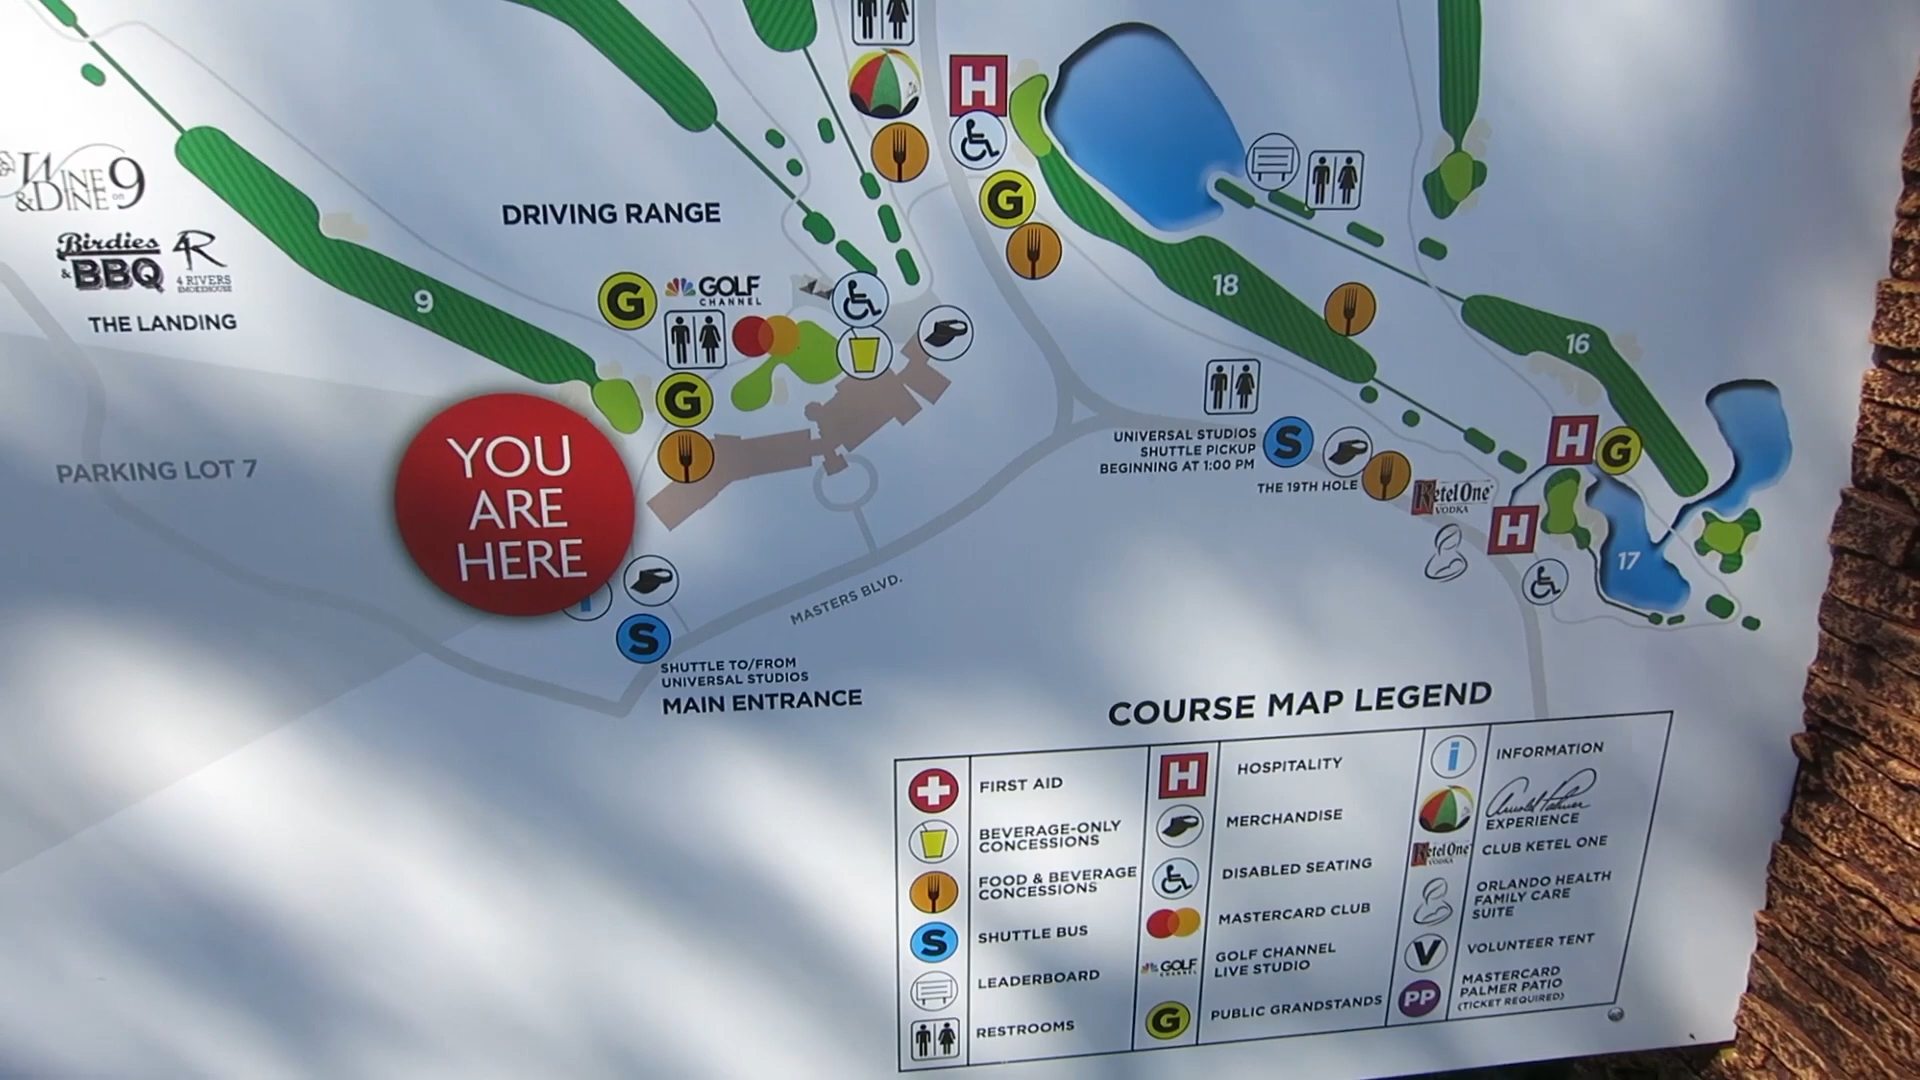 H
G
WINE
& DINE on 9
DRIVING RANGE
Birdies
& BBQ
4R
4 RIVERS
SMOKEHOUSE
THE LANDING
9
G
GOLF
CHANNEL
18
16
G
PARKING LOT 7
YOU
ARE
HERE
UNIVERSAL STUDIOS
SHUTTLE PICKUP
BEGINNING AT 1:00 PM
S
THE 19TH HOLE
H
G
Ketel One
VODKA
H
17
i
S
MASTERS BLVD.
SHUTTLE TO/FROM
UNIVERSAL STUDIOS
MAIN ENTRANCE
COURSE MAP LEGEND
FIRST AID
BEVERAGE-ONLY
CONCESSIONS
FOOD & BEVERAGE
CONCESSIONS
S
SHUTTLE BUS
LEADERBOARD
RESTROOMS
H
HOSPITALITY
MERCHANDISE
DISABLED SEATING
MASTERCARD CLUB
GOLF
CHANNEL
GOLF CHANNEL
LIVE STUDIO
G
PUBLIC GRANDSTANDS
i
INFORMATION
Arnold Palmer
EXPERIENCE
Ketel One
VODKA
CLUB KETEL ONE
ORLANDO HEALTH
FAMILY CARE
SUITE
V
VOLUNTEER TENT
PP
MASTERCARD
PALMER PATIO
(TICKET REQUIRED)